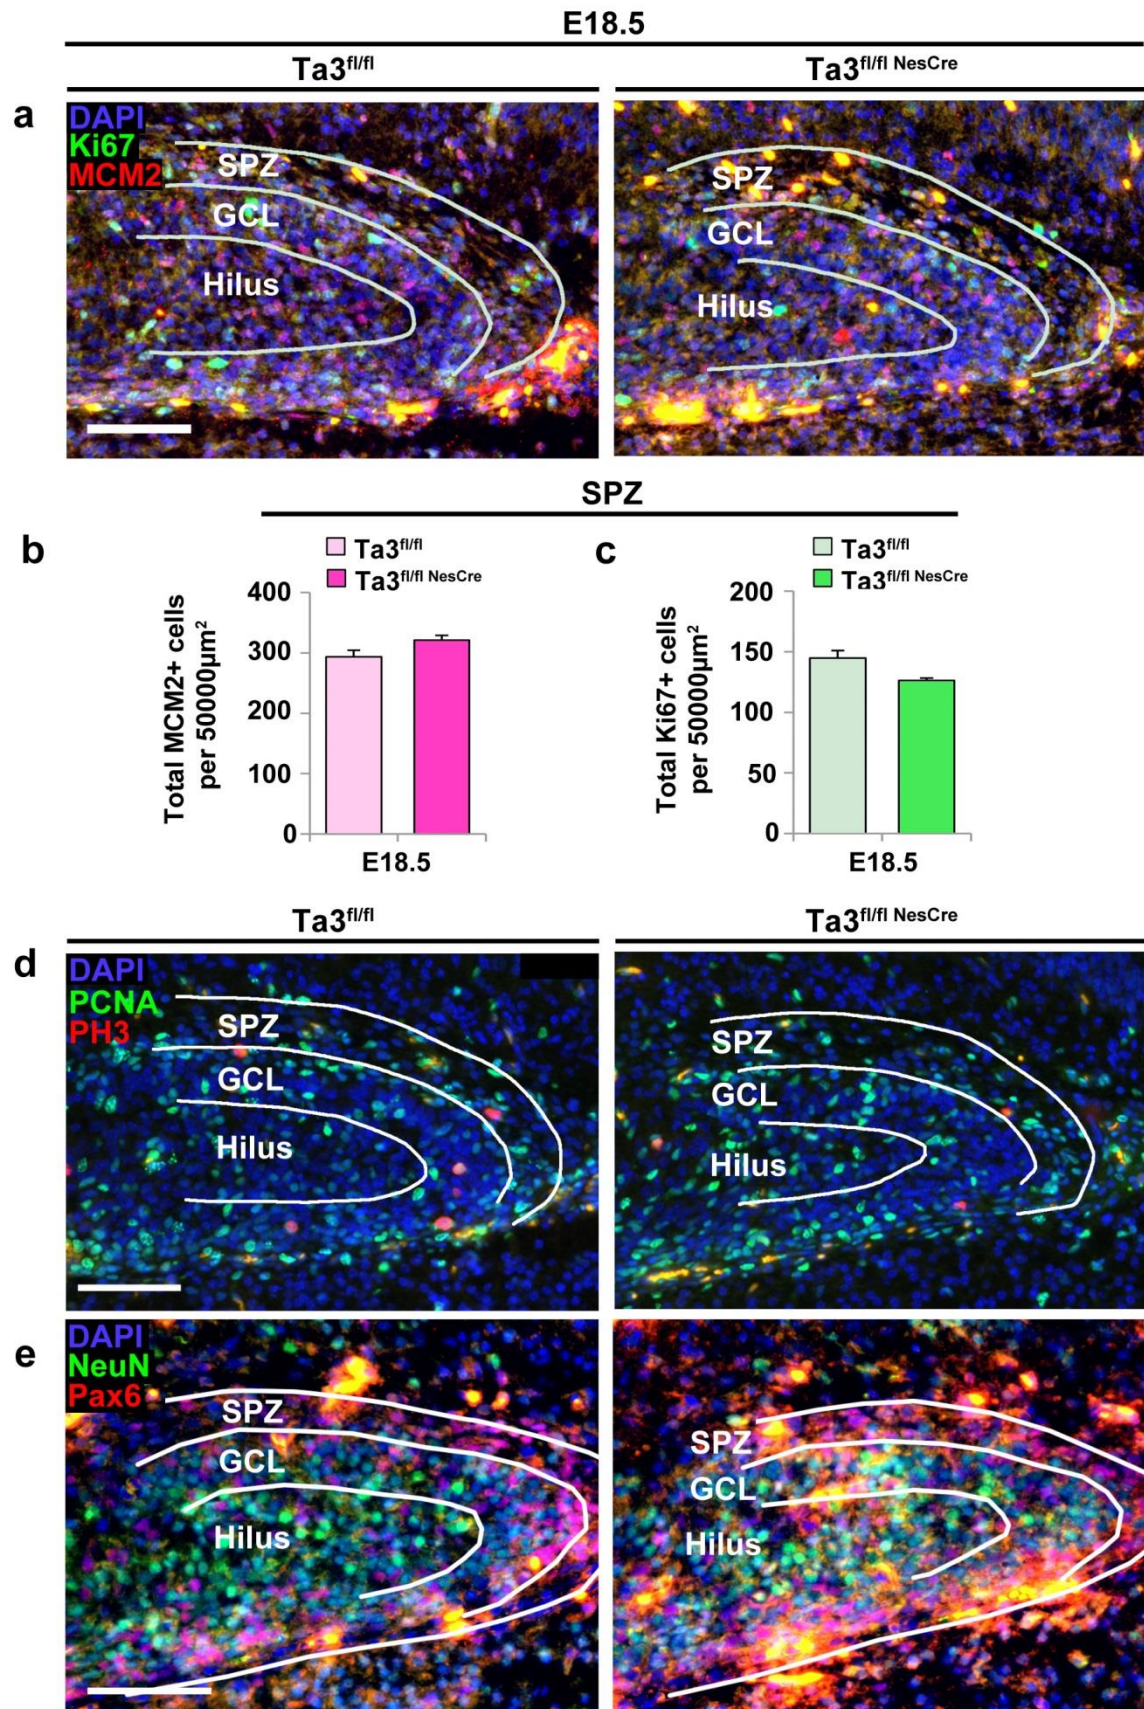 E18.5
Ta3fl/fl
Ta3fl/fl NesCre
a
DAPI
Ki67
MCM2
SPZ
GCL
Hilus
SPZ
GCL
Hilus
SPZ
b
Ta3fl/fl
Ta3fl/fl NesCre
Total MCM2+ cells
per 50000µm²
400
300
200
100
0
E18.5
c
Ta3fl/fl
Ta3fl/fl NesCre
Total Ki67+ cells
per 50000µm²
200
150
100
50
0
E18.5
Ta3fl/fl
Ta3fl/fl NesCre
d
DAPI
PCNA
PH3
SPZ
GCL
Hilus
SPZ
GCL
Hilus
e
DAPI
NeuN
Pax6
SPZ
GCL
Hilus
SPZ
GCL
Hilus